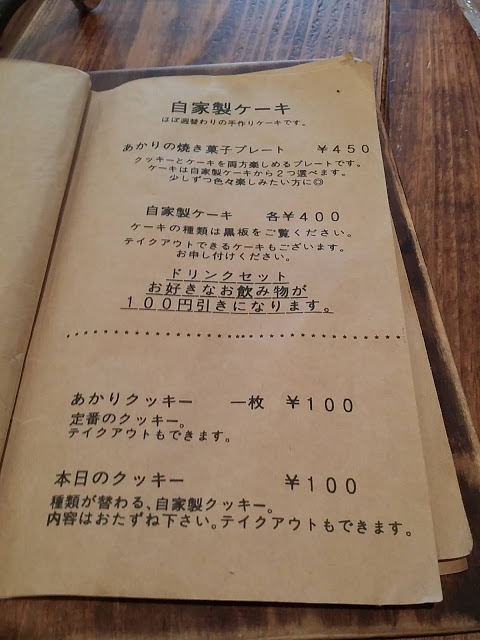 自家製ケーキ
ほぼ週替わりの手作りケーキです。
あかりの焼き菓子プレート ¥450
クッキーとケーキを両方楽しめるプレートです。
ケーキは自家製ケーキから2つ選べます。
少しずつ色々楽しみたい方に◎
自家製ケーキ 各¥400
ケーキの種類は黒板をご覧ください。
テイクアウトできるケーキもございます。
お申し付けください。
ドリンクセット
お好きなお飲み物が
100円引きになります。
あかりクッキー 一枚 ¥100
定番のクッキー。
テイクアウトもできます。
本日のクッキー ¥100
種類が替わる、自家製クッキー。
内容はおたずね下さい。テイクアウトもできます。